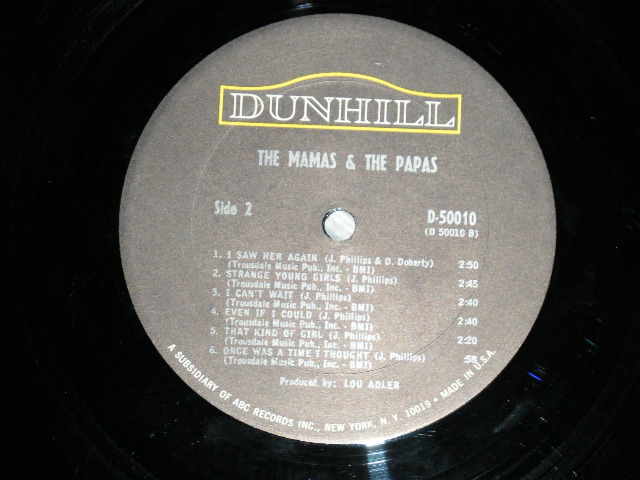 DUNHILL
THE MAMAS & THE PAPAS
Side 2
D-50010
(D 50010 B)
1. I SAW HER AGAIN (J. Phillips & D. Doherty) 2:50
(Trousdale Music Pub., Inc. - BMI)
2. STRANGE YOUNG GIRLS (J. Phillips) 2:45
(Trousdale Music Pub., Inc. - BMI)
3. I CAN'T WAIT (J. Phillips) 2:40
(Trousdale Music Pub., Inc. - BMI)
4. EVEN IF I COULD (J. Phillips) 2:40
(Trousdale Music Pub., Inc. - BMI)
5. THAT KIND OF GIRL (J. Phillips) 2:20
(Trousdale Music Pub., Inc. - BMI)
6. ONCE WAS A TIME I THOUGHT (J. Phillips) :58
(Trousdale Music Pub., Inc. - BMI)
Produced by: LOU ADLER
A SUBSIDIARY OF ABC RECORDS INC., NEW YORK, N. Y. 10019 • MADE IN U.S.A.